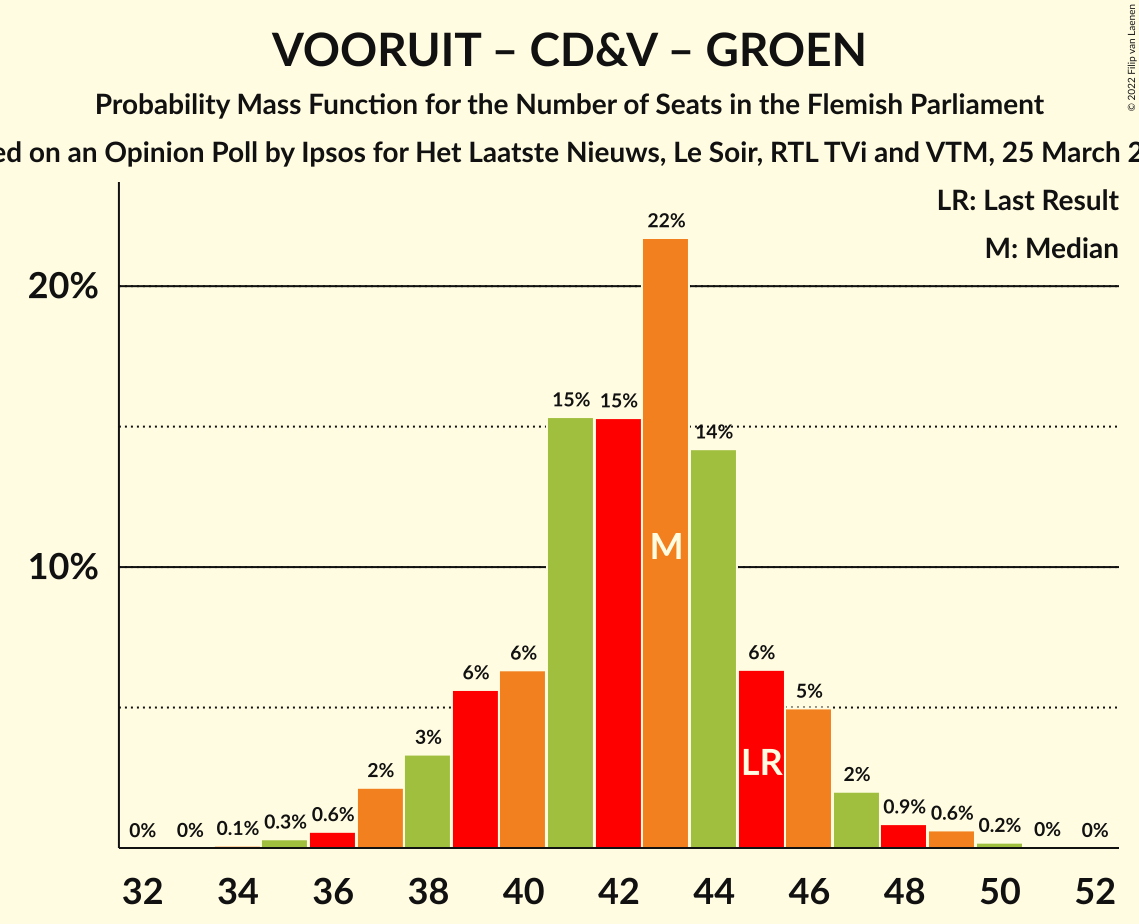 VOORUIT – CD&V – GROEN
Probability Mass Function for the Number of Seats in the Flemish Parliament
ed on an Opinion Poll by Ipsos for Het Laatste Nieuws, Le Soir, RTL TVi and VTM, 25 March 2
© 2022 Filip van Laenen
LR: Last Result
M: Median
22%
20%
15% 15%
14%
M
10%
6% 6% 6%
5%
3%
LR
2% 2%
0% 0% 0.1% 0.3% 0.6% 0.9% 0.6% 0.2% 0% 0%
32 34 36 38 40 42 44 46 48 50 52